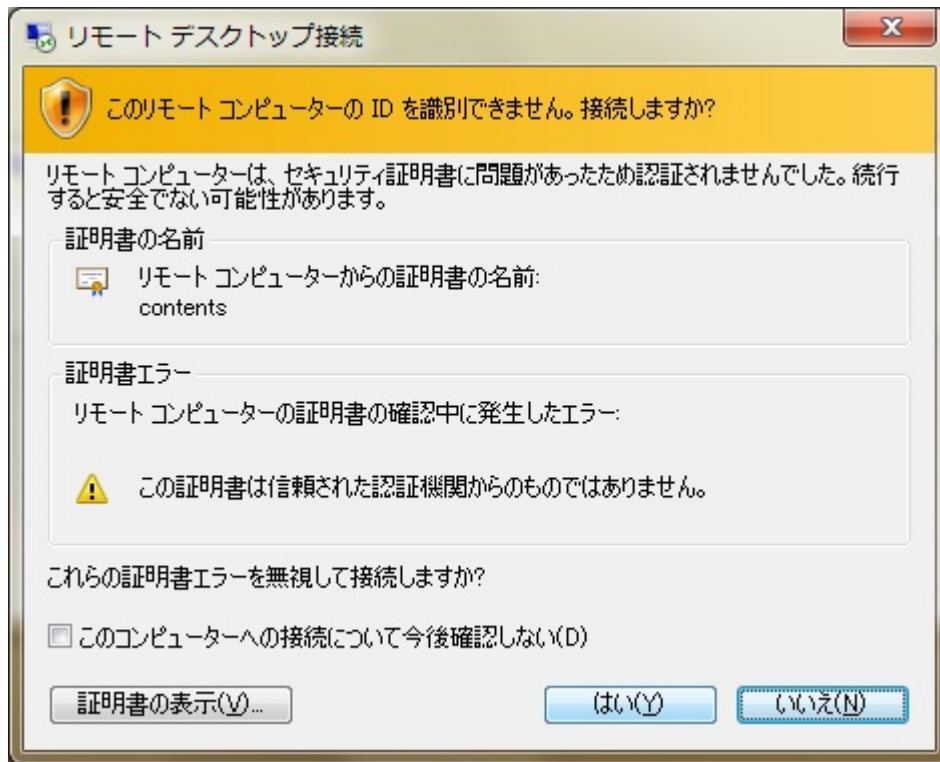 リモート デスクトップ接続
このリモート コンピューターの ID を識別できません。接続しますか?
リモート コンピューターは、セキュリティ証明書に問題があったため認証されませんでした。続行
すると安全でない可能性があります。
証明書の名前
リモート コンピューターからの証明書の名前:
contents
証明書エラー
リモート コンピューターの証明書の確認中に発生したエラー:
この証明書は信頼された認証機関からのものではありません。
これらの証明書エラーを無視して接続しますか?
このコンピューターへの接続について今後確認しない(D)
証明書の表示(V)... はい(Y) いいえ(N)